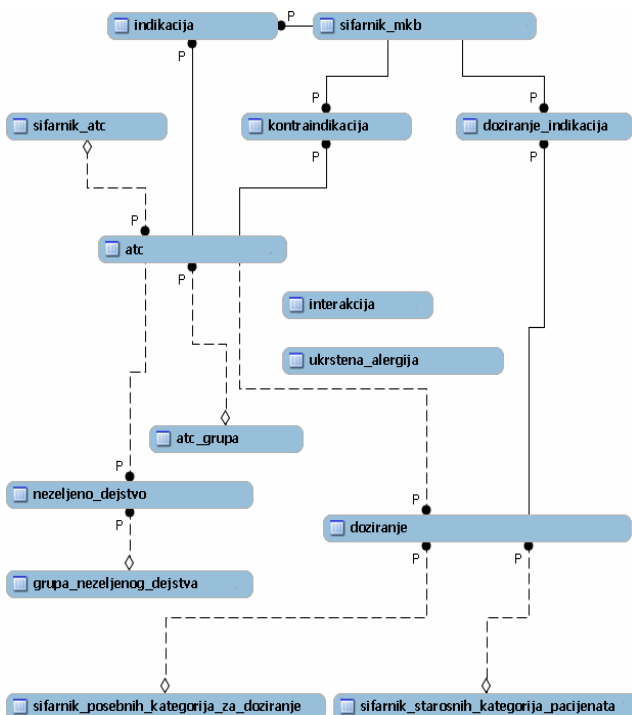 P
indikacija
sifarnik_mkb
P
P
P
sifarnik_atc
kontraindikacija
doziranje_indikacija
P
P
P
atc
P
interakcija
ukrstena_alergija
atc_grupa
P
nezeljeno_dejstvo
P
P
doziranje
P
P
grupa_nezeljenog_dejstva
sifarnik_posebnih_kategorija_za_doziranje
sifarnik_starosnih_kategorija_pacijenata